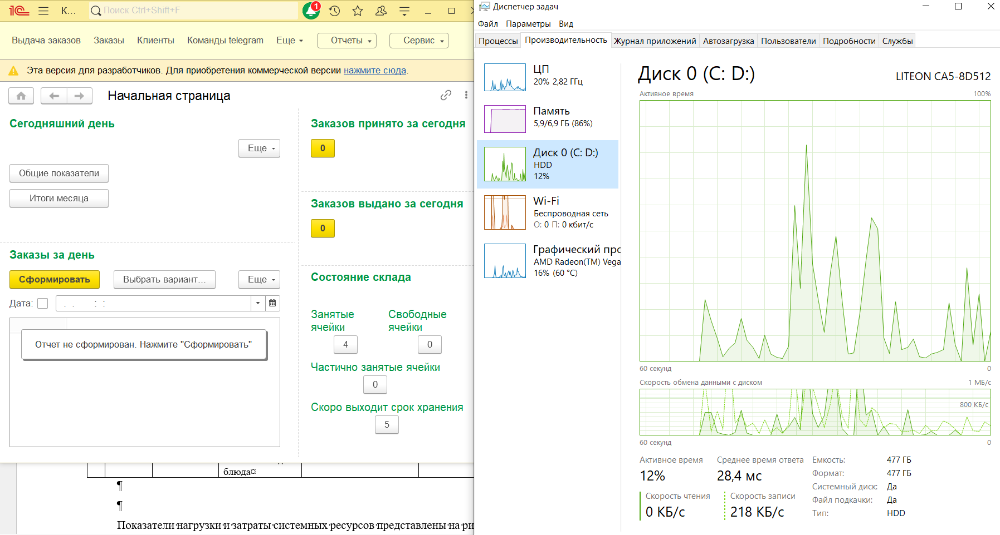 К...
Поиск Ctrl+Shift+F
1
Выдача заказов Заказы Клиенты Команды telegram Еще Отчеты Сервис
Эта версия для разработчиков. Для приобретения коммерческой версии нажмите сюда.
Начальная страница
Сегодняшний день
Еще
Общие показатели
Итоги месяца
Заказы за день
Сформировать Выбрать вариант... Еще
Дата: . . : :
Отчет не сформирован. Нажмите "Сформировать"
Заказов принято за сегодня
0
Заказов выдано за сегодня
0
Состояние склада
Занятые ячейки
4
Свободные ячейки
0
Частично занятые ячейки
0
Скоро выходит срок хранения
5
блюда¤
¶
¶
Показатели·нагрузки·и·затраты·системных·ресурсов·представлены·на·ри
Диспетчер задач
Файл Параметры Вид
Процессы Производительность Журнал приложений Автозагрузка Пользователи Подробности Службы
ЦП
20% 2,82 ГГц
Память
5,9/6,9 ГБ (86%)
Диск 0 (C: D:)
HDD
12%
Wi-Fi
Беспроводная сеть
О: 0 П: 0 кбит/с
Графический прс
AMD Radeon(TM) Vega
16% (60 °C)
Диск 0 (C: D:) LITEON CA5-8D512
Активное время 100%
60 секунд 0
Скорость обмена данными с диском 1 МБ/с
800 КБ/с
60 секунд 0
Активное время
12%
Среднее время ответа
28,4 мс
Скорость чтения
0 КБ/с
Скорость записи
218 КБ/с
Емкость: 477 ГБ
Формат: 477 ГБ
Системный диск: Да
Файл подкачки: Да
Тип: HDD